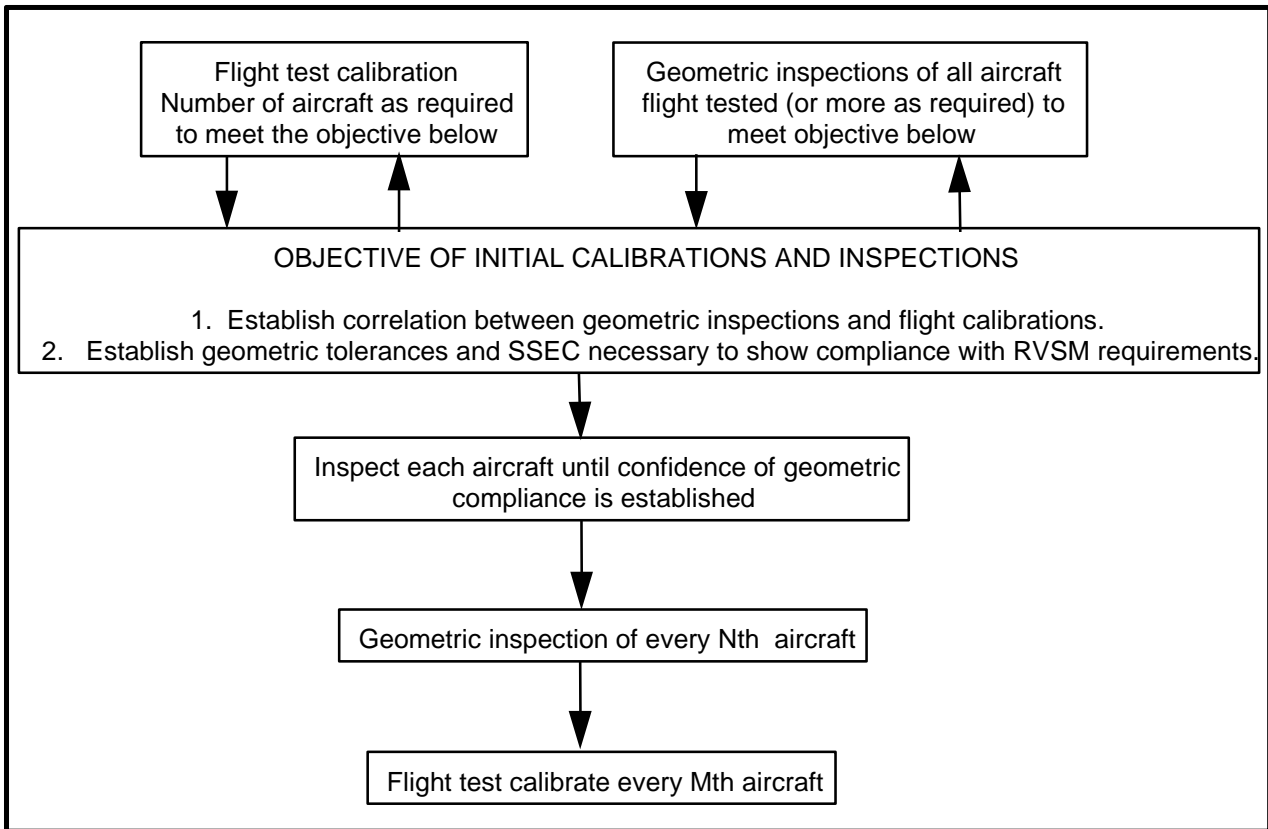 Flight test calibration
Number of aircraft as required
to meet the objective below
Geometric inspections of all aircraft
flight tested (or more as required) to
meet objective below
OBJECTIVE OF INITIAL CALIBRATIONS AND INSPECTIONS
1. Establish correlation between geometric inspections and flight calibrations.
2. Establish geometric tolerances and SSEC necessary to show compliance with RVSM requirements.
Inspect each aircraft until confidence of geometric
compliance is established
Geometric inspection of every Nth aircraft
Flight test calibrate every Mth aircraft